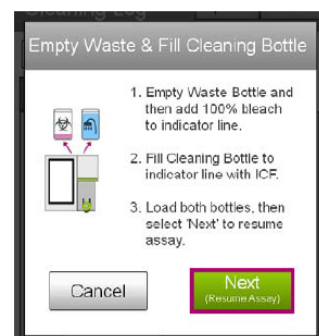 Cleaning Log
Empty Waste & Fill Cleaning Bottle
1. Empty Waste Bottle and
then add 100% bleach
to indicator line.
2. Fill Cleaning Bottle to
indicator line with ICF.
3. Load both bottles, then
select 'Next' to resume
assay.
Cancel
Next
(Resume Assay)